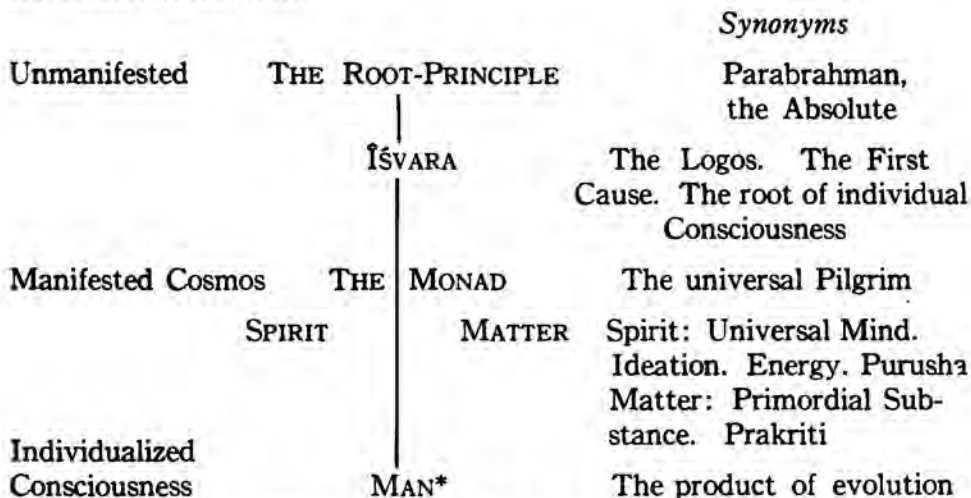 Synonyms
Unmanifested THE ROOT-PRINCIPLE Parabrahman,
the Absolute
ÎŚVARA The Logos. The First
Cause. The root of individual
Consciousness
Manifested Cosmos THE MONAD The universal Pilgrim
SPIRIT MATTER Spirit: Universal Mind.
Ideation. Energy. Purusha
Matter: Primordial Sub-
stance. Prakriti
Individualized
Consciousness MAN* The product of evolution